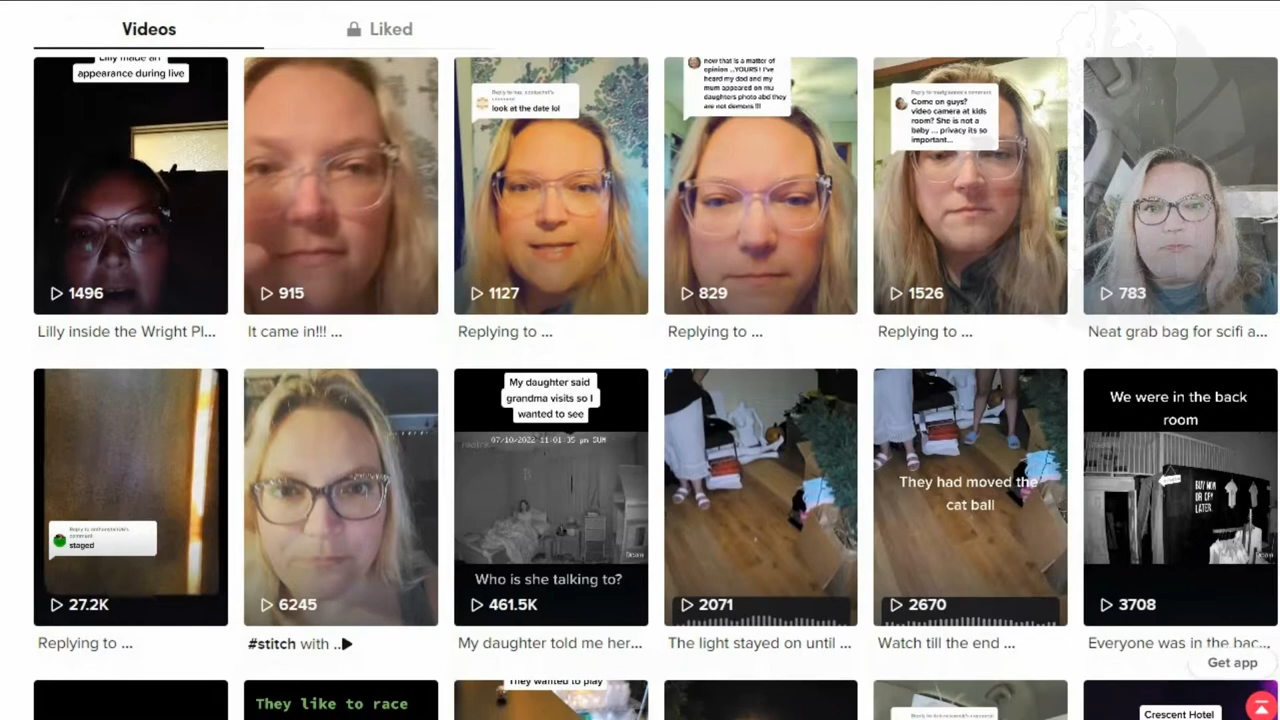 Videos
Liked
Lilly made an
appearance during live
1496
Lilly inside the Wright Pl...
915
It came in!!! ...
look at the date lol
1127
Replying to ...
now that is a matter of
opinion ...YOURS! I've
heard my dad and my
mum appeared on mu
daughters photo abd they
are not demons !!!
829
Replying to ...
Come on guys?
video camera at kids
room? She is not a
baby ... privacy its so
important...
1526
Replying to ...
783
Neat grab bag for scifi a...
staged
27.2K
Replying to ...
6245
#stitch with ..
My daughter said
grandma visits so I
wanted to see
07/10/2022 11:01:35 pm SUN
Who is she talking to?
461.5K
My daughter told me her...
2071
The light stayed on until ...
They had moved the
cat ball
2670
Watch till the end ...
We were in the back
room
BUY NOW
OR CRY
LATER
3708
Everyone was in the bac...
Get app
They like to race
They wanted to play
Crescent Hotel